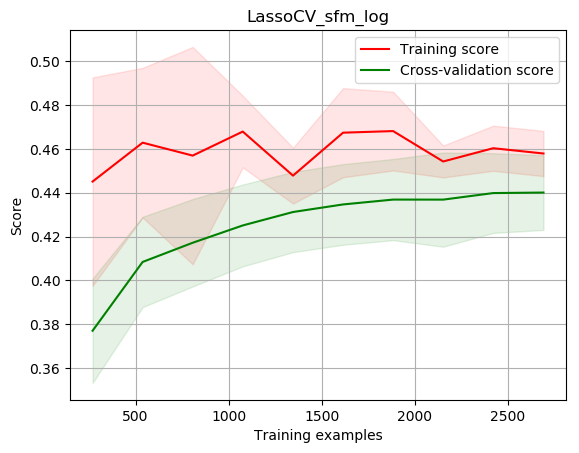 LassoCV_sfm_log
Training score
Cross-validation score
0.50
0.48
0.46
0.44
0.42
0.40
0.38
0.36
Score
500
1000
1500
2000
2500
Training examples